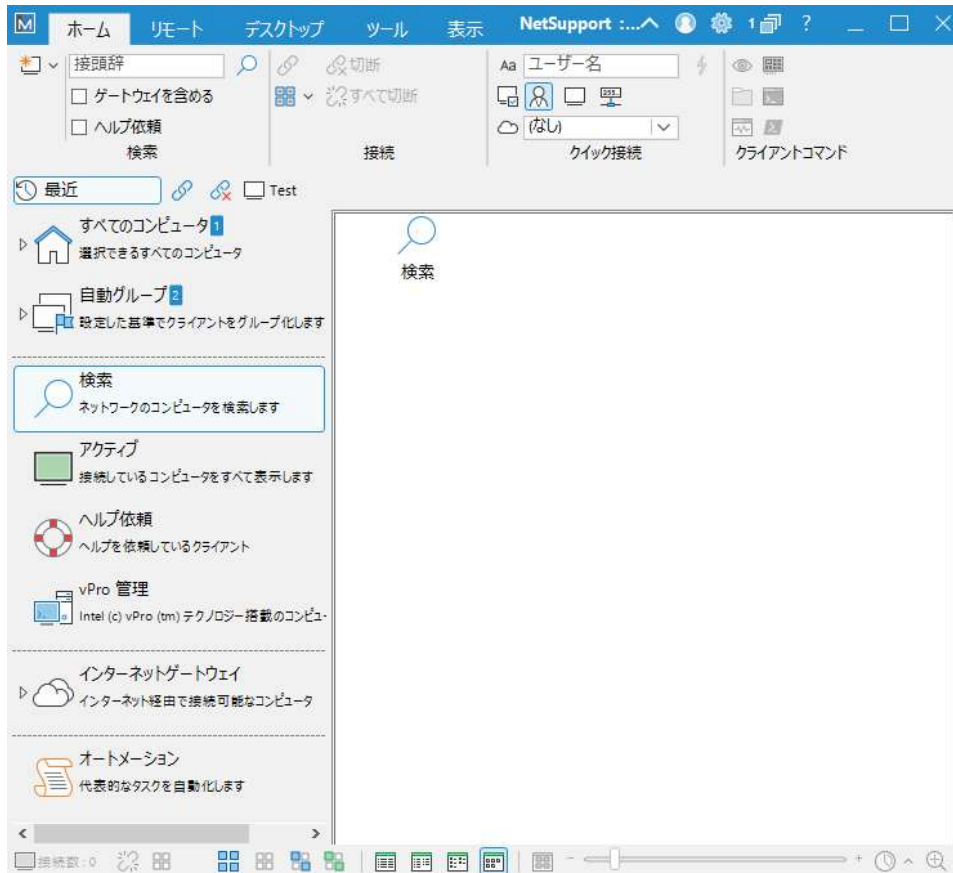 M ホーム リモート デスクトップ ツール 表示 NetSupport :... 1 ?
接頭辞
切断
Aa ユーザー名
ゲートウェイを含める
すべて切断
ヘルプ依頼
(なし)
検索
接続
クイック接続
クライアントコマンド
最近
Test
すべてのコンピュータ 1
選択できるすべてのコンピュータ
自動グループ 2
設定した基準でクライアントをグループ化します
検索
ネットワークのコンピュータを検索します
アクティブ
接続しているコンピュータをすべて表示します
ヘルプ依頼
ヘルプを依頼しているクライアント
vPro 管理
Intel (c) vPro (tm) テクノロジー搭載のコンピュ
インターネットゲートウェイ
インターネット経由で接続可能なコンピュータ
オートメーション
代表的なタスクを自動化します
検索
接続数:0